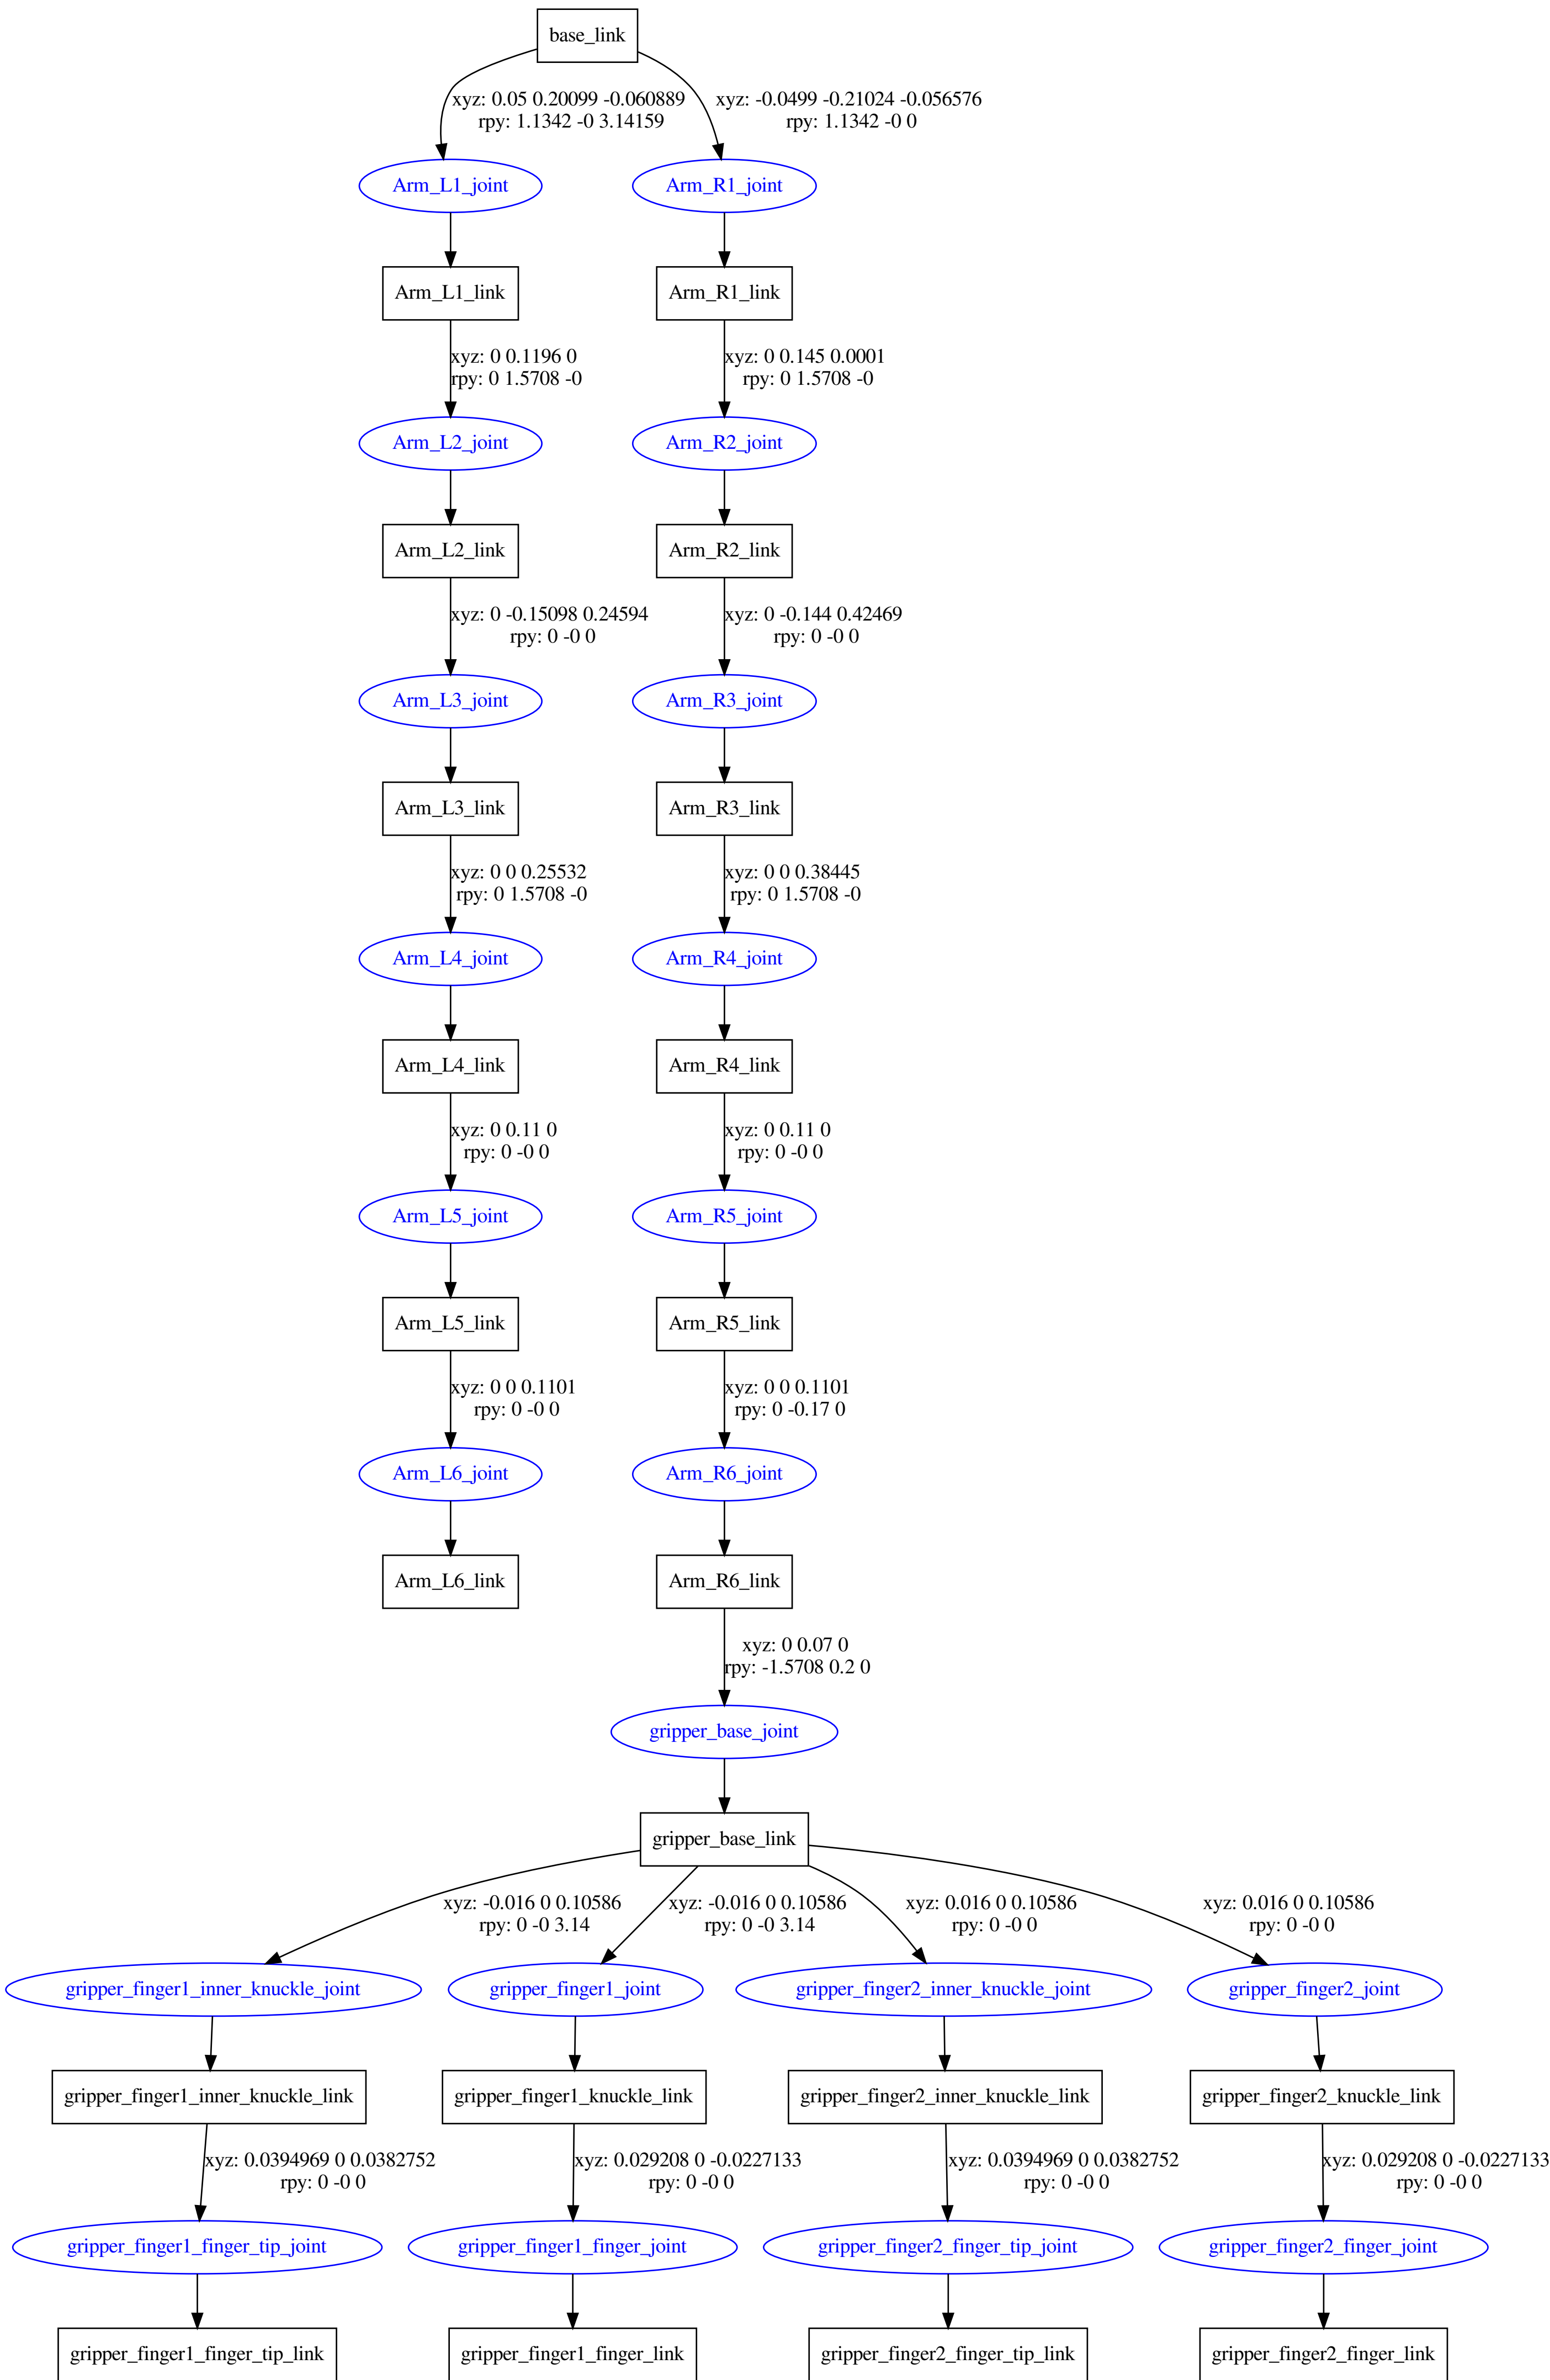 base_link
xyz: 0.05 0.20099 -0.060889
rpy: 1.1342 -0 3.14159
xyz: -0.0499 -0.21024 -0.056576
rpy: 1.1342 -0 0
Arm_L1_joint
Arm_R1_joint
Arm_L1_link
Arm_R1_link
xyz: 0 0.1196 0
rpy: 0 1.5708 -0
xyz: 0 0.145 0.0001
rpy: 0 1.5708 -0
Arm_L2_joint
Arm_R2_joint
Arm_L2_link
Arm_R2_link
xyz: 0 -0.15098 0.24594
rpy: 0 -0 0
xyz: 0 -0.144 0.42469
rpy: 0 -0 0
Arm_L3_joint
Arm_R3_joint
Arm_L3_link
Arm_R3_link
xyz: 0 0 0.25532
rpy: 0 1.5708 -0
xyz: 0 0 0.38445
rpy: 0 1.5708 -0
Arm_L4_joint
Arm_R4_joint
Arm_L4_link
Arm_R4_link
xyz: 0 0.11 0
rpy: 0 -0 0
xyz: 0 0.11 0
rpy: 0 -0 0
Arm_L5_joint
Arm_R5_joint
Arm_L5_link
Arm_R5_link
xyz: 0 0 0.1101
rpy: 0 -0 0
xyz: 0 0 0.1101
rpy: 0 -0.17 0
Arm_L6_joint
Arm_R6_joint
Arm_L6_link
Arm_R6_link
xyz: 0 0.07 0
rpy: -1.5708 0.2 0
gripper_base_joint
gripper_base_link
xyz: -0.016 0 0.10586
rpy: 0 -0 3.14
xyz: -0.016 0 0.10586
rpy: 0 -0 3.14
xyz: 0.016 0 0.10586
rpy: 0 -0 0
xyz: 0.016 0 0.10586
rpy: 0 -0 0
gripper_finger1_inner_knuckle_joint
gripper_finger1_joint
gripper_finger2_inner_knuckle_joint
gripper_finger2_joint
gripper_finger1_inner_knuckle_link
gripper_finger1_knuckle_link
gripper_finger2_inner_knuckle_link
gripper_finger2_knuckle_link
xyz: 0.0394969 0 0.0382752
rpy: 0 -0 0
xyz: 0.029208 0 -0.0227133
rpy: 0 -0 0
xyz: 0.0394969 0 0.0382752
rpy: 0 -0 0
xyz: 0.029208 0 -0.0227133
rpy: 0 -0 0
gripper_finger1_finger_tip_joint
gripper_finger1_finger_joint
gripper_finger2_finger_tip_joint
gripper_finger2_finger_joint
gripper_finger1_finger_tip_link
gripper_finger1_finger_link
gripper_finger2_finger_tip_link
gripper_finger2_finger_link